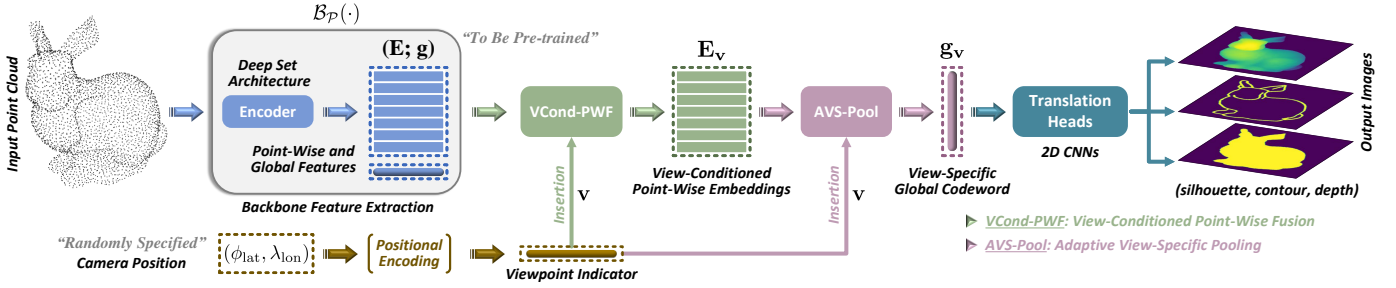 Input Point Cloud
𝓑_𝓟(·)
"To Be Pre-trained"
(E; g)
Deep Set
Architecture
Encoder
Point-Wise and
Global Features
Backbone Feature Extraction
VCond-PWF
Insertion
v
E_v
View-Conditioned
Point-Wise Embeddings
AVS-Pool
Insertion
v
g_v
View-Specific
Global Codeword
Translation
Heads
2D CNNs
Output Images
(silhouette, contour, depth)
"Randomly Specified"
Camera Position
(ϕ_lat, λ_lon)
Positional
Encoding
Viewpoint Indicator
VCond-PWF: View-Conditioned Point-Wise Fusion
AVS-Pool: Adaptive View-Specific Pooling